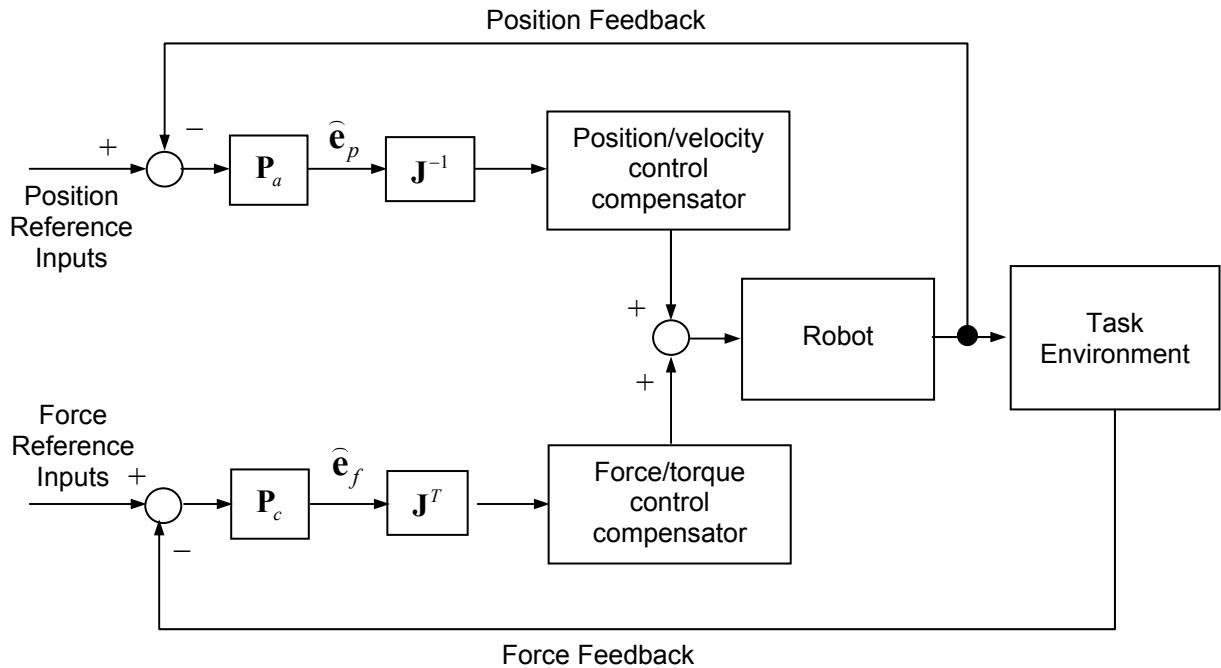 Position Feedback
+
−
Position
Reference
Inputs
P_a
ê_p
J^{−1}
Position/velocity
control
compensator
+
+
Robot
Task
Environment
Force
Reference
Inputs
+
−
P_c
ê_f
J^T
Force/torque
control
compensator
Force Feedback